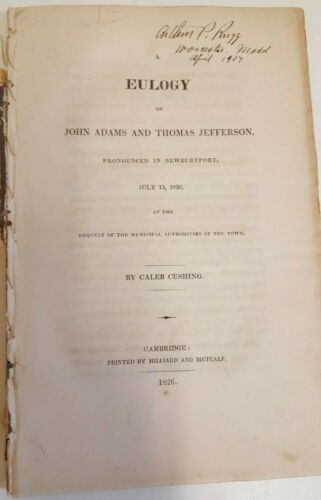 Arthur P. Rugg
Worcester, Mass
April 1907
A
EULOGY
ON
JOHN ADAMS AND THOMAS JEFFERSON,
PRONOUNCED IN NEWBURYPORT,
JULY 15, 1826,
AT THE
REQUEST OF THE MUNICIPAL AUTHORITIES OF THE TOWN.
BY CALEB CUSHING.
CAMBRIDGE:
PRINTED BY HILLIARD AND METCALF.
1826.